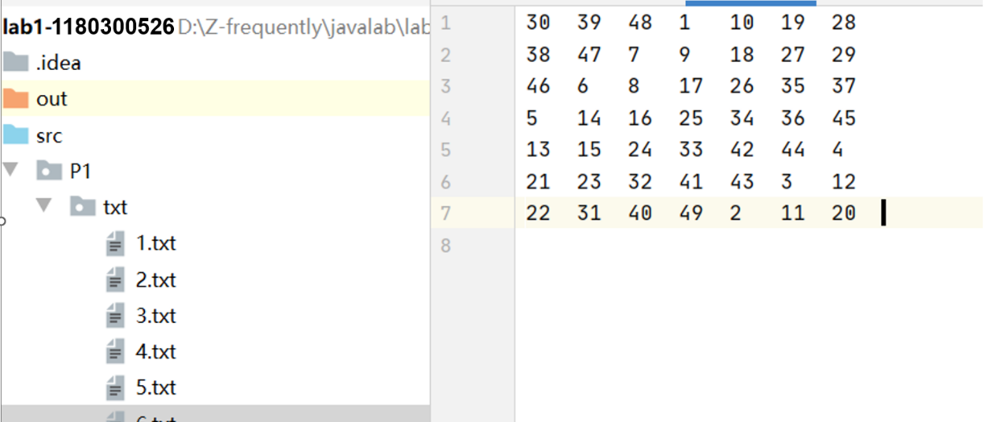 lab1-1180300526 D:\Z-frequently\javalab\lab
.idea
out
src
P1
txt
1.txt
2.txt
3.txt
4.txt
5.txt
1 30 39 48 1 10 19 28
2 38 47 7 9 18 27 29
3 46 6 8 17 26 35 37
4 5 14 16 25 34 36 45
5 13 15 24 33 42 44 4
6 21 23 32 41 43 3 12
7 22 31 40 49 2 11 20
8